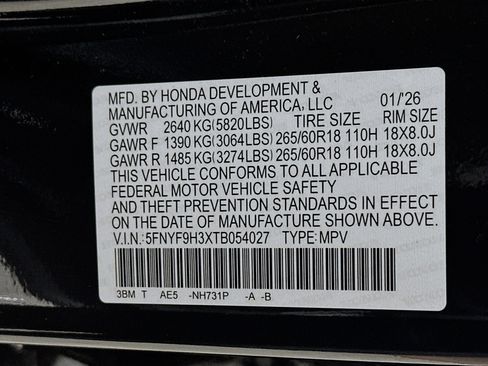 MFD. BY HONDA DEVELOPMENT &
MANUFACTURING OF AMERICA, LLC 01/'26
GVWR 2640 KG(5820LBS) TIRE SIZE RIM SIZE
GAWR F 1390 KG(3064LBS) 265/60R18 110H 18X8.0J
GAWR R 1485 KG(3274LBS) 265/60R18 110H 18X8.0J
THIS VEHICLE CONFORMS TO ALL APPLICABLE
FEDERAL MOTOR VEHICLE SAFETY
AND THEFT PREVENTION STANDARDS IN EFFECT
ON THE DATE OF MANUFACTURE SHOWN ABOVE.
V.I.N.: 5FNYF9H3XTB054027 TYPE: MPV
3BM T AE5 -NH731P -A -B